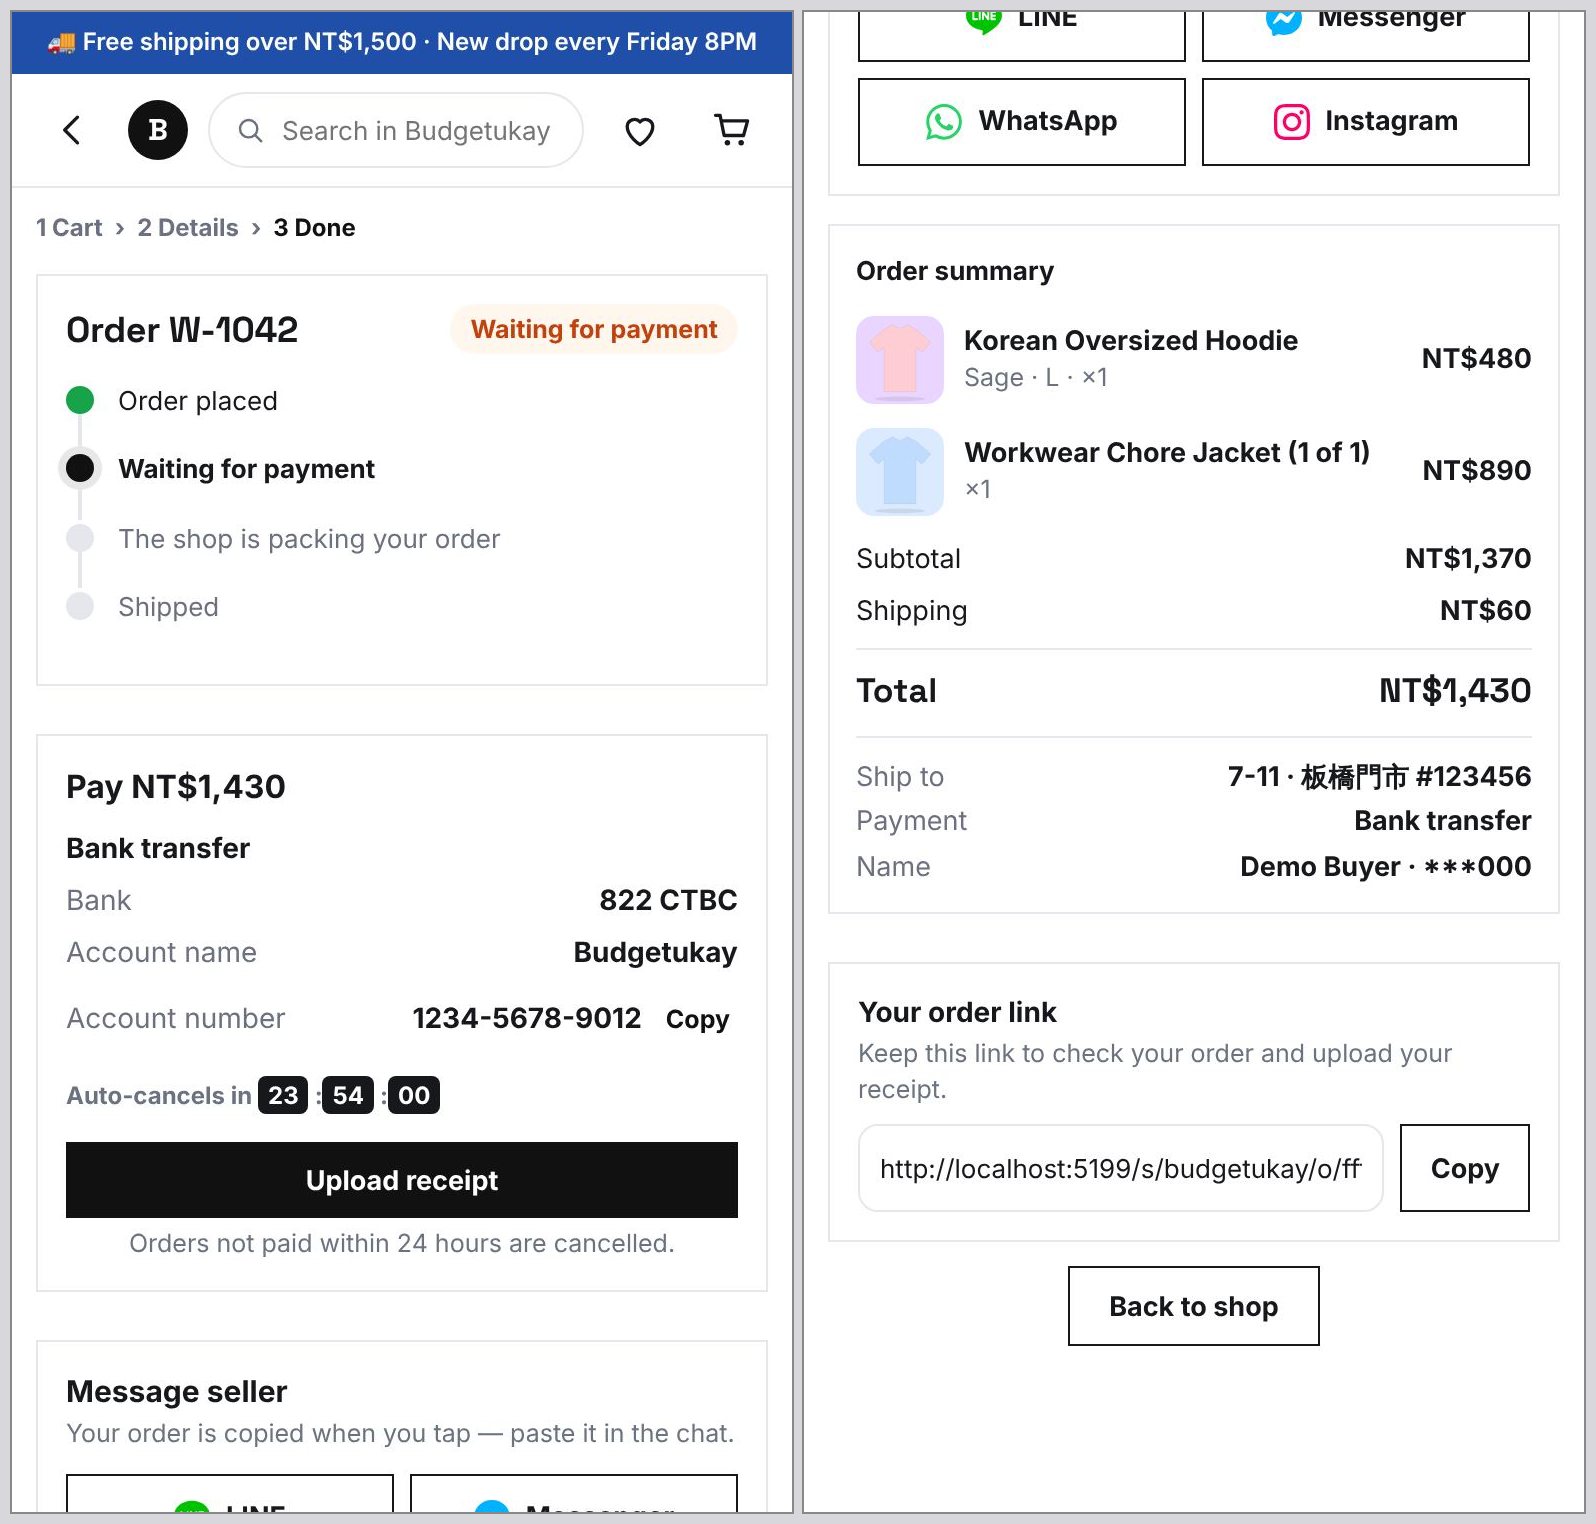 🚚 Free shipping over NT$1,500 · New drop every Friday 8PM
B
Search in Budgetukay
1 Cart › 2 Details › 3 Done
Order W-1042
Waiting for payment
Order placed
Waiting for payment
The shop is packing your order
Shipped
Pay NT$1,430
Bank transfer
Bank 822 CTBC
Account name Budgetukay
Account number 1234-5678-9012 Copy
Auto-cancels in 23 : 54 : 00
Upload receipt
Orders not paid within 24 hours are cancelled.
Message seller
Your order is copied when you tap — paste it in the chat.
LINE Messenger
LINE LINE Messenger
WhatsApp Instagram
Order summary
Korean Oversized Hoodie NT$480
Sage · L · ×1
Workwear Chore Jacket (1 of 1) NT$890
×1
Subtotal NT$1,370
Shipping NT$60
Total NT$1,430
Ship to 7-11 · 板橋門市 #123456
Payment Bank transfer
Name Demo Buyer · ***000
Your order link
Keep this link to check your order and upload your
receipt.
http://localhost:5199/s/budgetukay/o/ff
Copy
Back to shop